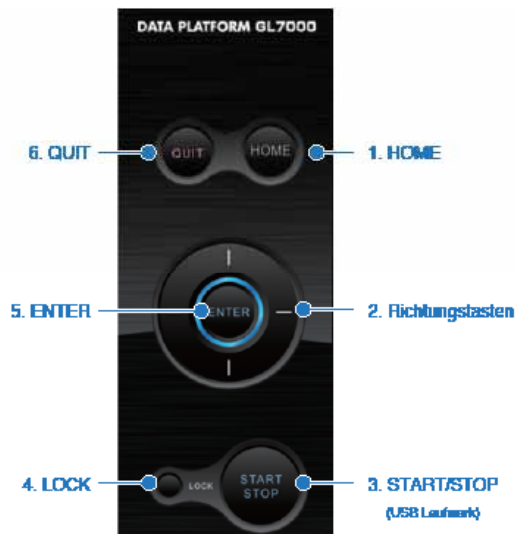 DATA PLATFORM GL7000
6. QUIT
QUIT
HOME
1. HOME
5. ENTER
ENTER
2. Richtungstasten
4. LOCK
LOCK
START
STOP
3. START/STOP
(USB Laufwerk)